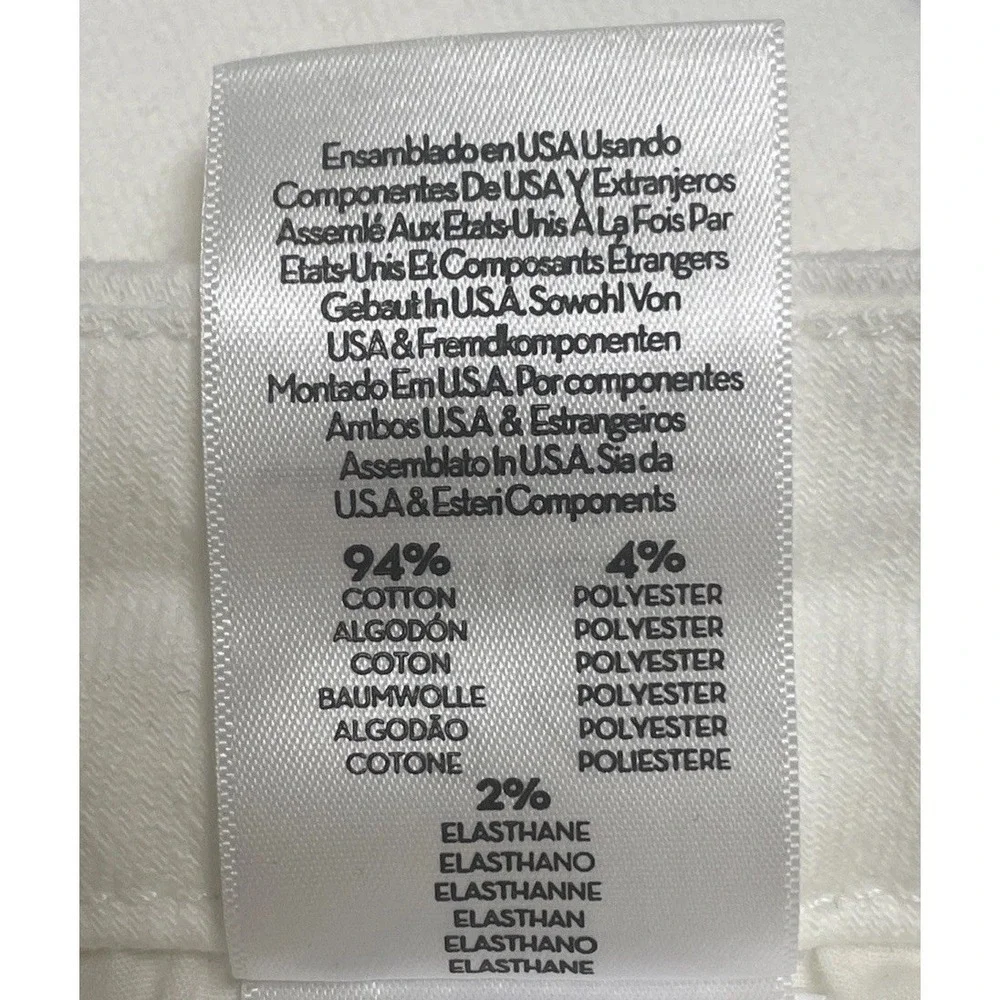 Ensamblado en USA Usando
Componentes De USA Y Extranjeros
Assemlé Aux Etats-Unis À La Fois Par
Etats-Unis Et Composants Étrangers
Gebaut In U.S.A. Sowohl Von
USA & Fremdkomponenten
Montado Em U.S.A. Por componentes
Ambos U.S.A & Estrangeiros
Assemblato In U.S.A. Sia da
U.S.A & Esteri Components
94% 4%
COTTON POLYESTER
ALGODÓN POLYESTER
COTON POLYESTER
BAUMWOLLE POLYESTER
ALGODÃO POLYESTER
COTONE POLIESTERE
2%
ELASTHANE
ELASTHANO
ELASTHANNE
ELASTHAN
ELASTHANO
ELASTHANE